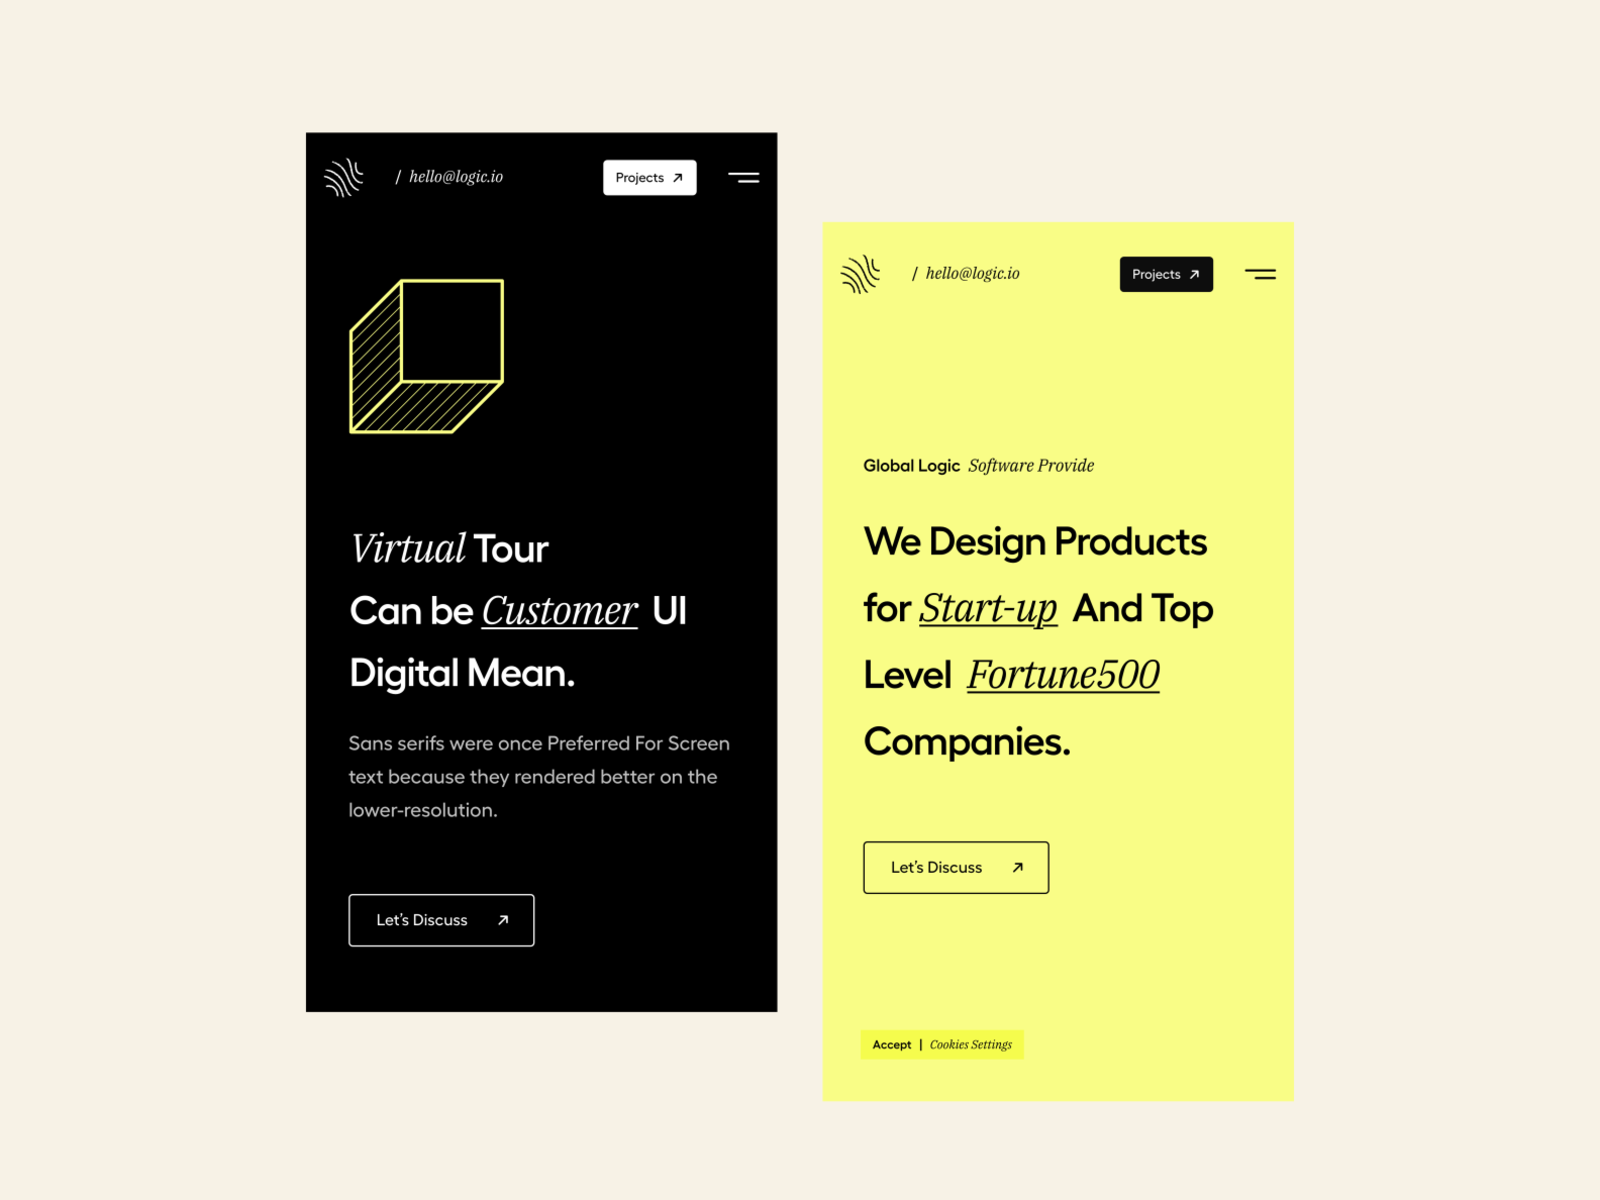 / hello@logic.io
Projects
Virtual Tour
Can be Customer UI
Digital Mean.
Sans serifs were once Preferred For Screen
text because they rendered better on the
lower-resolution.
Let's Discuss
/ hello@logic.io
Projects
Global Logic Software Provide
We Design Products
for Start-up And Top
Level Fortune500
Companies.
Let's Discuss
Accept | Cookies Settings